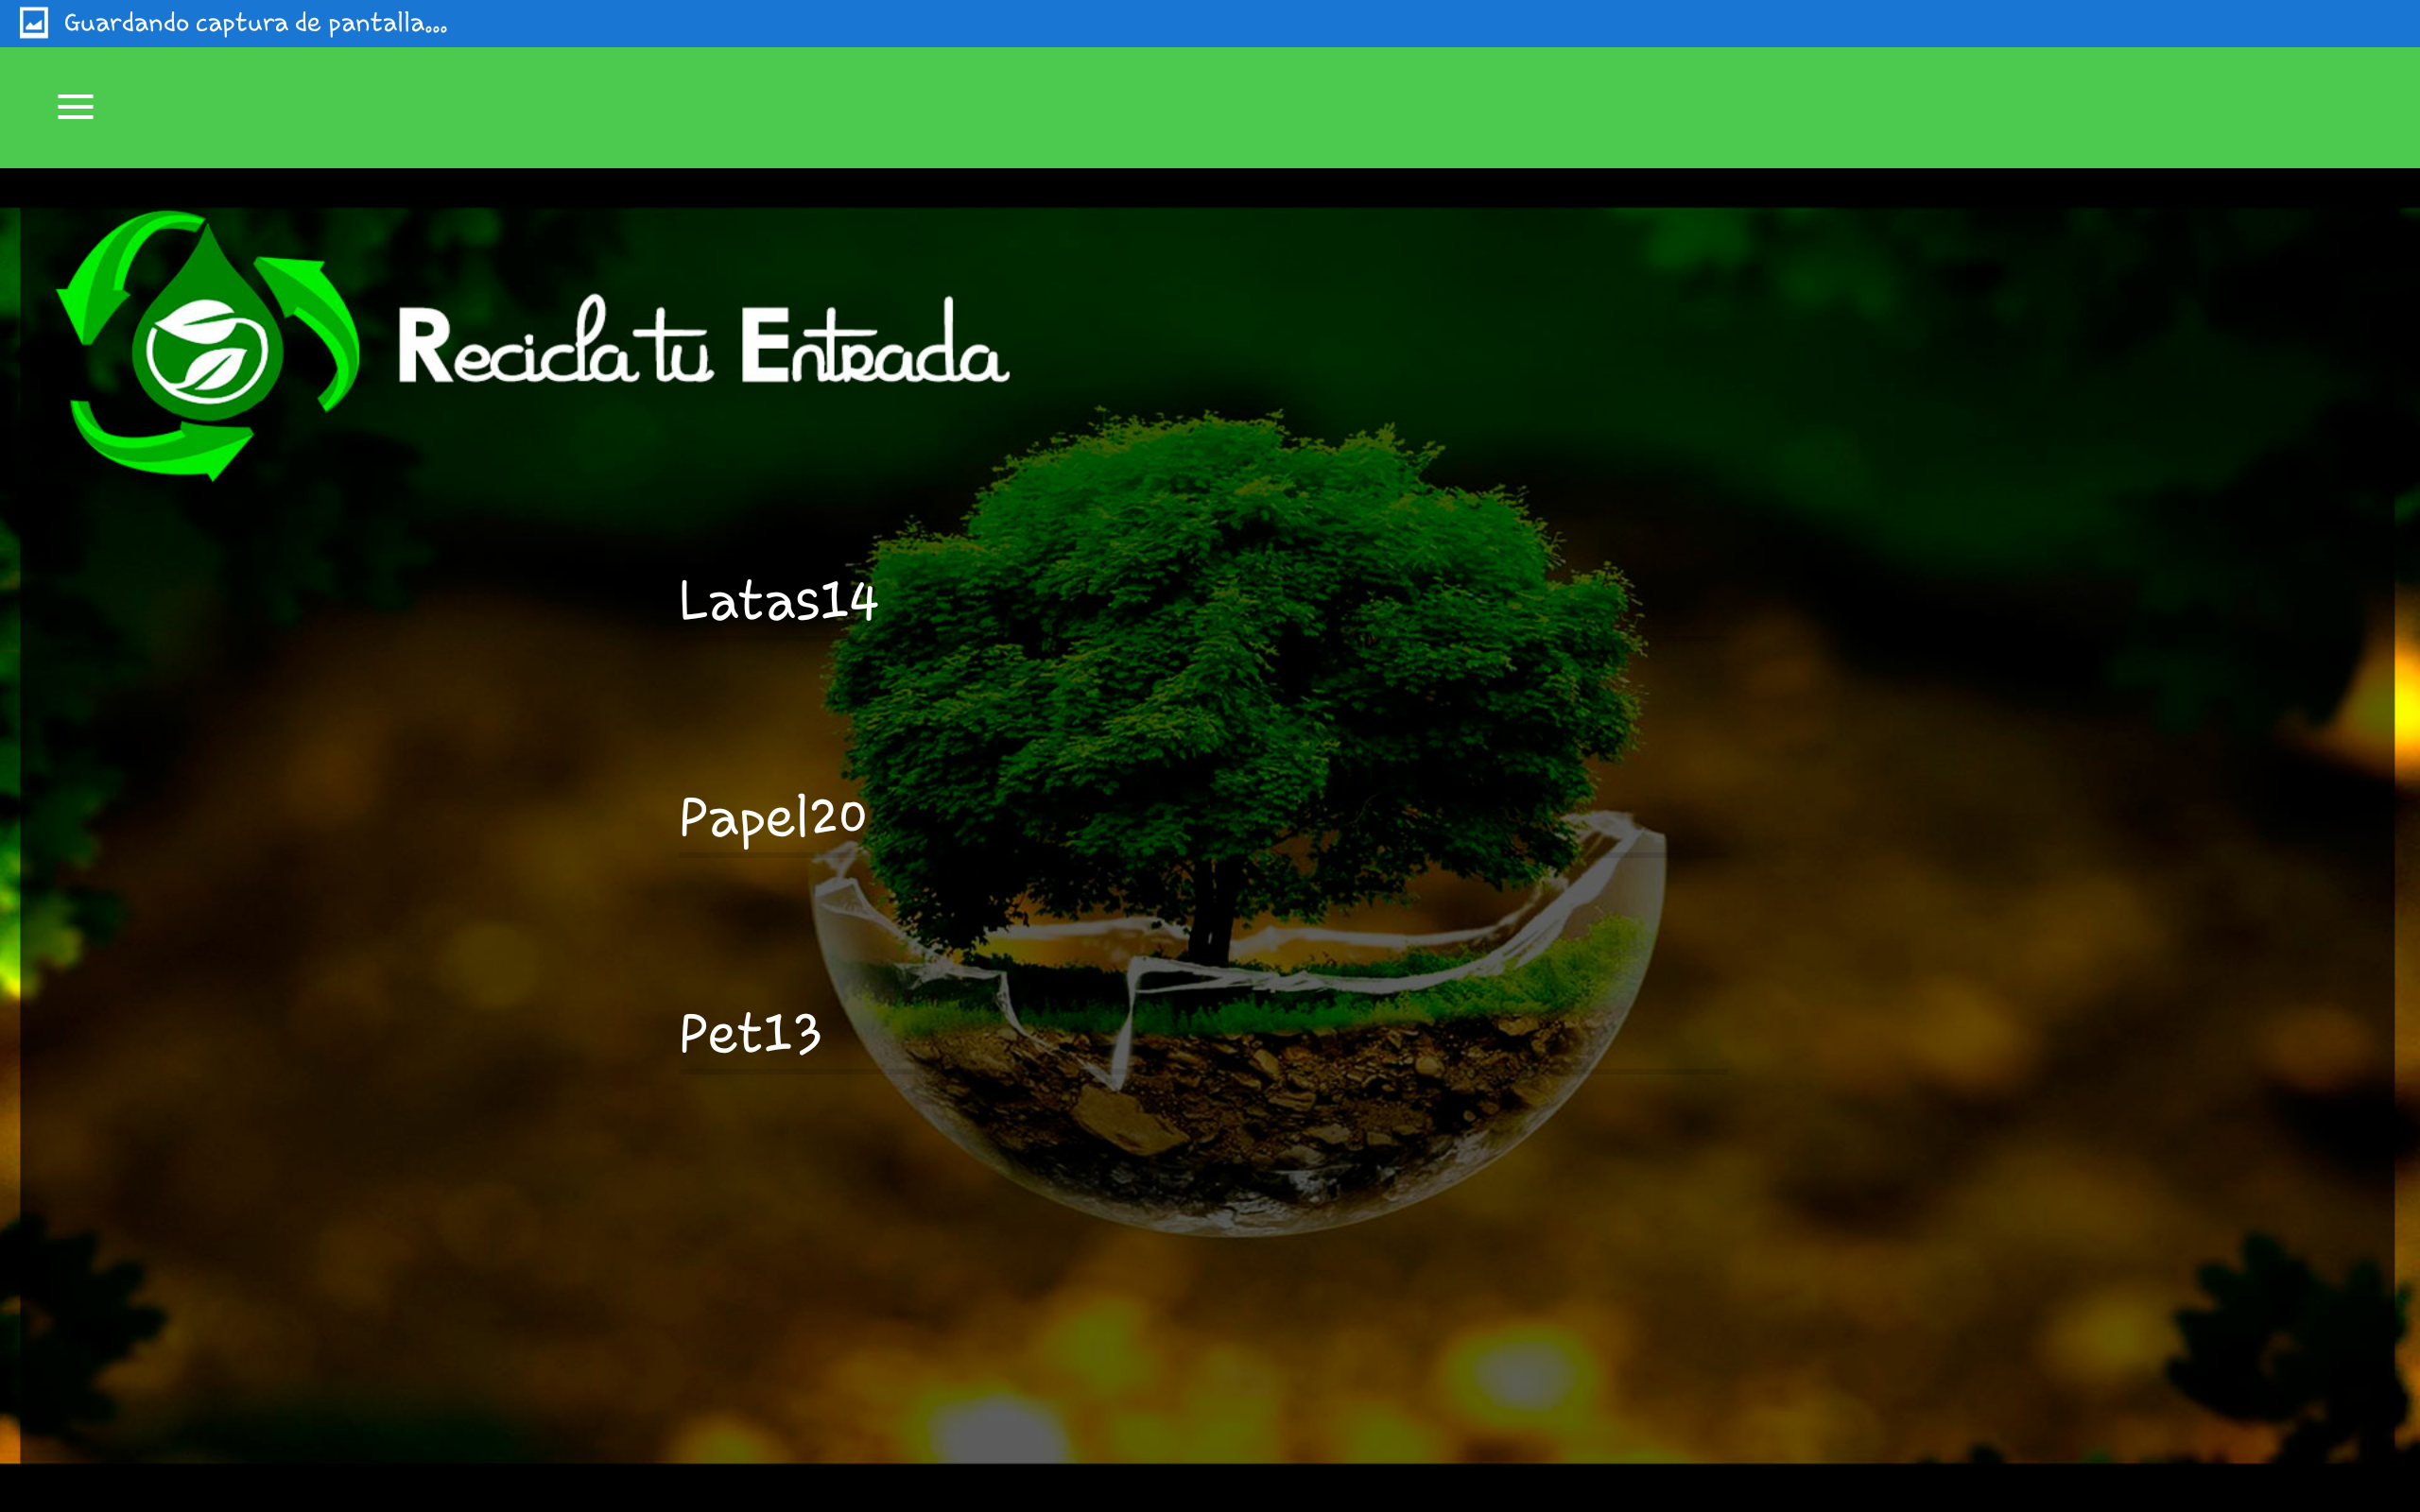 Guardando captura de pantalla...
Recicla tu Entrada
Latas14
Papel20
Pet13